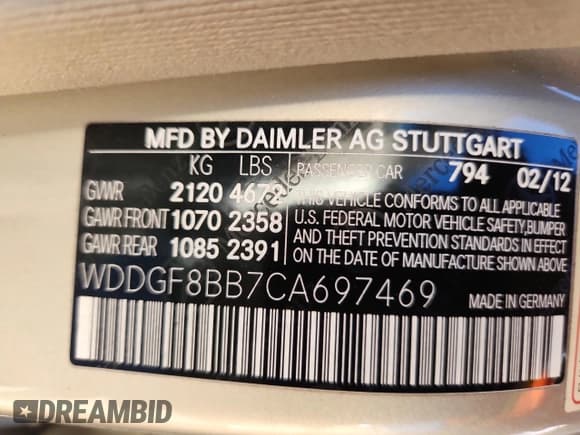 MFD BY DAIMLER AG STUTTGART
KG LBS PASSENGER CAR 794 02/12
GVWR 2120
GAWR FRONT 1070 2358
GAWR REAR 1085 2391
THIS VEHICLE CONFORMS TO ALL APPLICABLE
U.S. FEDERAL MOTOR VEHICLE SAFETY, BUMPER
AND THEFT PREVENTION STANDARDS IN EFFECT
ON THE DATE OF MANUFACTURE SHOWN ABOVE.
WDDGF8BB7CA697469 MADE IN GERMANY
DREAMBID